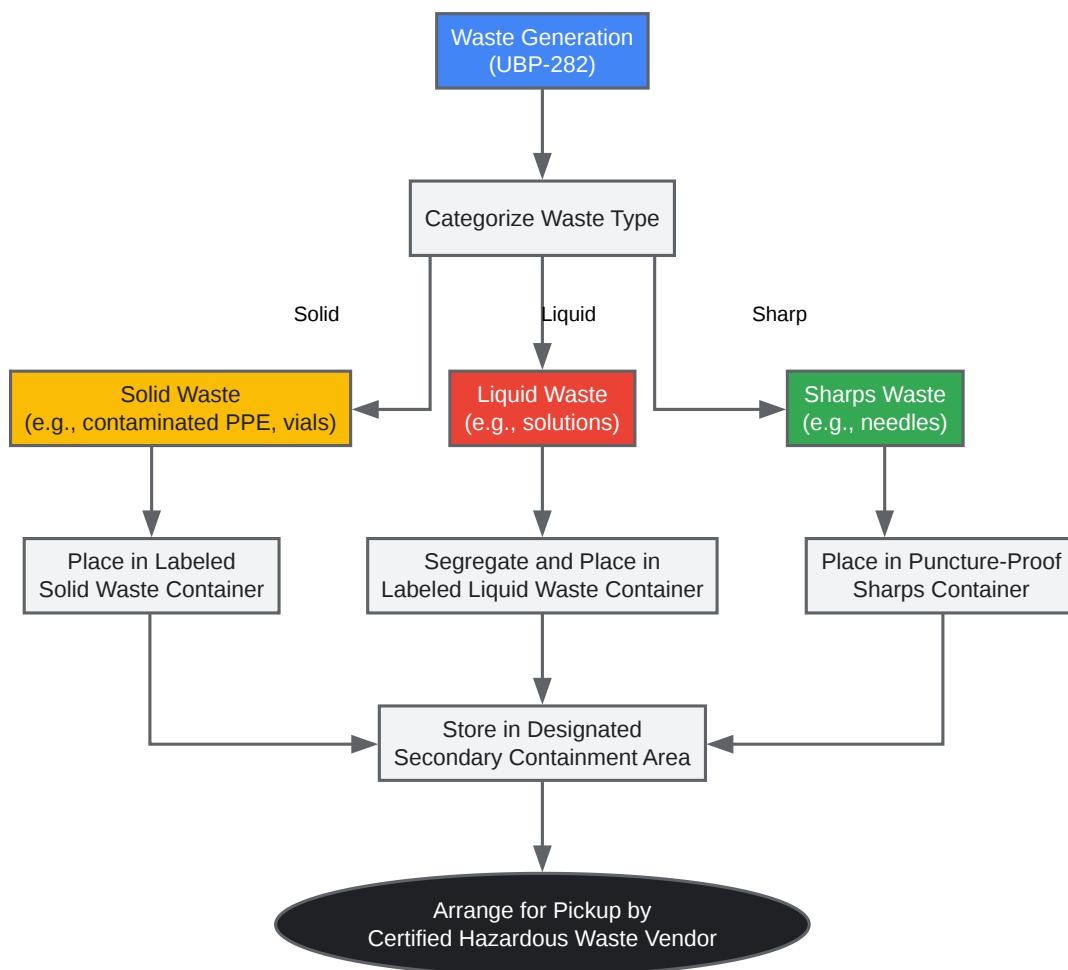 Waste Generation
(UBP-282)
Categorize Waste Type
Solid
Liquid
Sharp
Solid Waste
(e.g., contaminated PPE, vials)
Liquid Waste
(e.g., solutions)
Sharps Waste
(e.g., needles)
Place in Labeled
Solid Waste Container
Segregate and Place in
Labeled Liquid Waste Container
Place in Puncture-Proof
Sharps Container
Store in Designated
Secondary Containment Area
Arrange for Pickup by
Certified Hazardous Waste Vendor